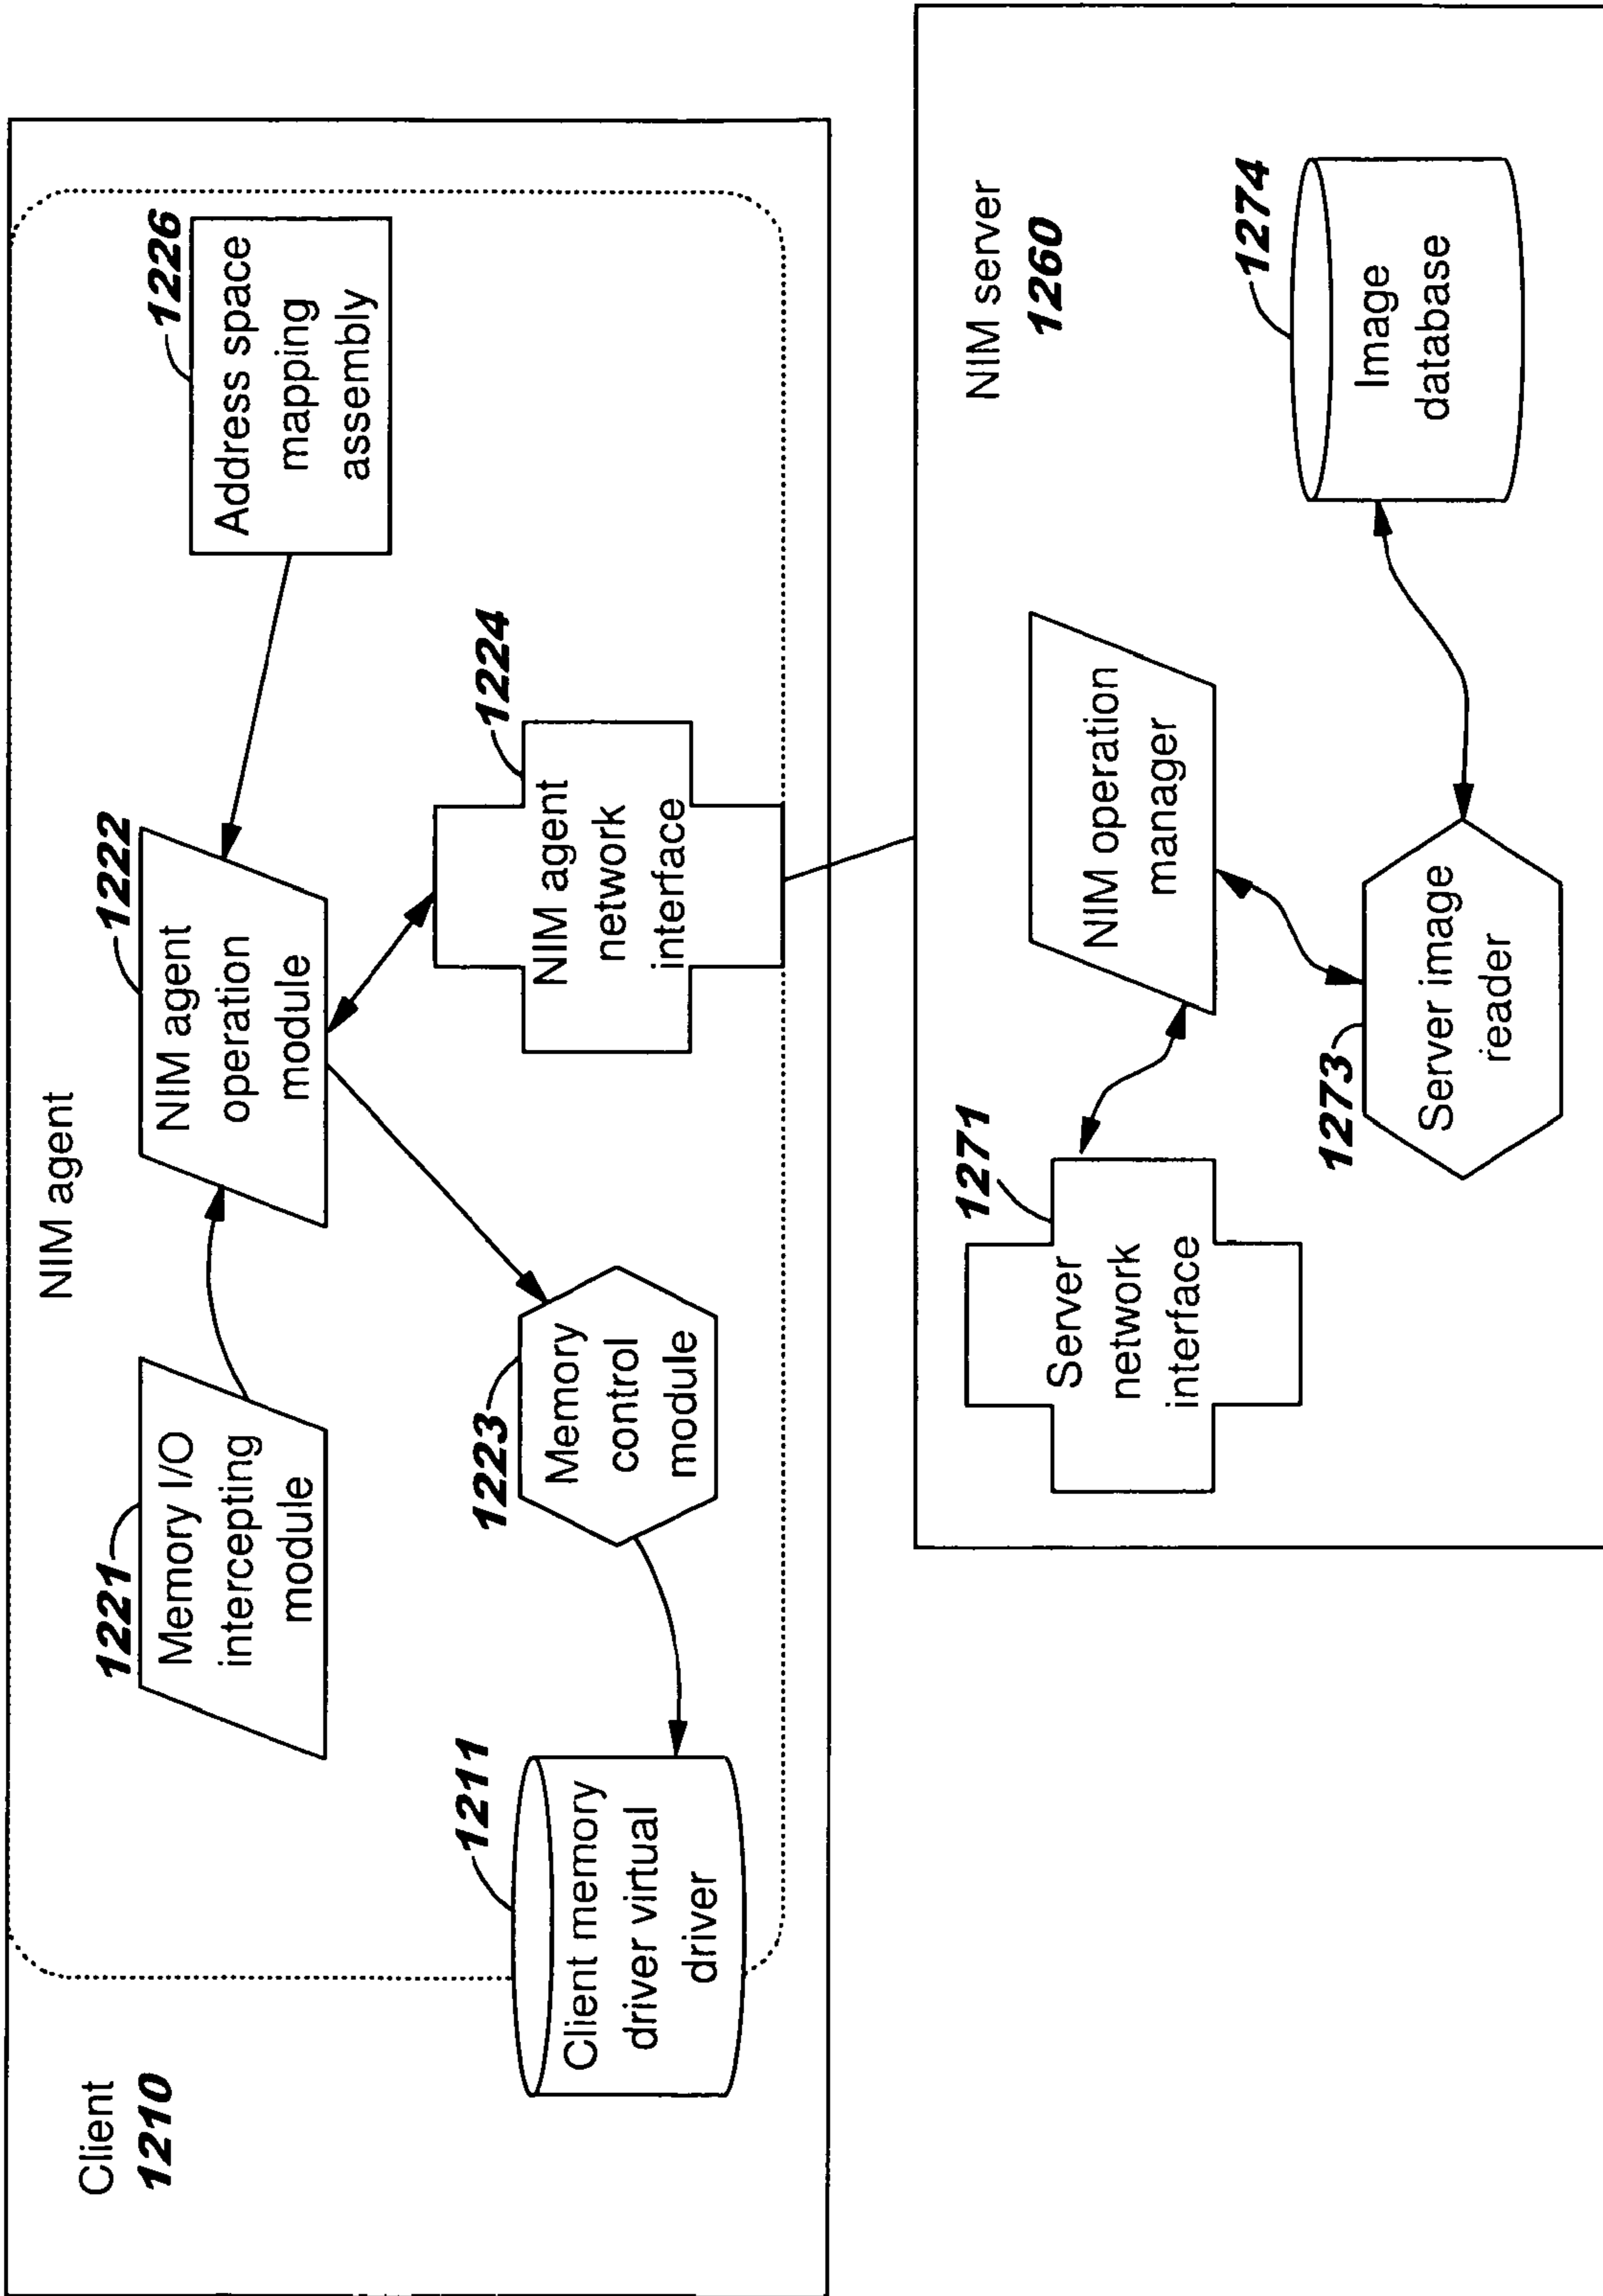 Client
1210
NIM agent
1221
Memory I/O
intercepting
module
1222
NIM agent
operation
module
1226
Address space
mapping
assembly
1211
Client memory
driver virtual
driver
1223
Memory
control
module
1224
NIM agent
network
interface
NIM server
1260
1271
Server
network
interface
NIM operation
manager
1273
Server image
reader
1274
Image
database